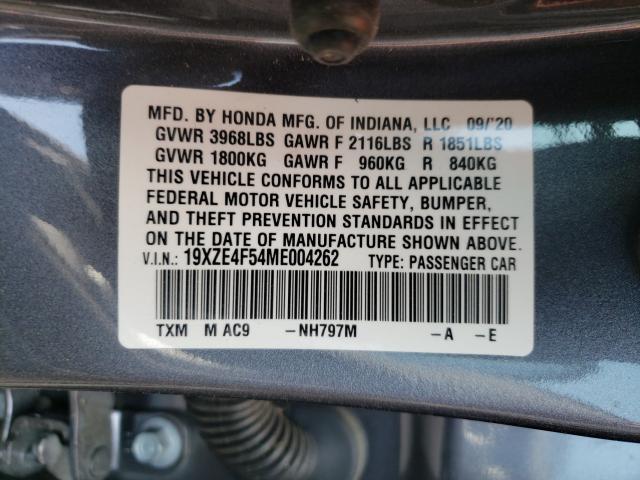 MFD. BY HONDA MFG. OF INDIANA, LLC 09/'20
GVWR 3968LBS GAWR F 2116LBS R 1851LBS
GVWR 1800KG GAWR F 960KG R 840KG
THIS VEHICLE CONFORMS TO ALL APPLICABLE
FEDERAL MOTOR VEHICLE SAFETY, BUMPER,
AND THEFT PREVENTION STANDARDS IN EFFECT
ON THE DATE OF MANUFACTURE SHOWN ABOVE.
V.I.N.: 19XZE4F54ME004262 TYPE: PASSENGER CAR
TXM M AC9 -NH797M -A -E